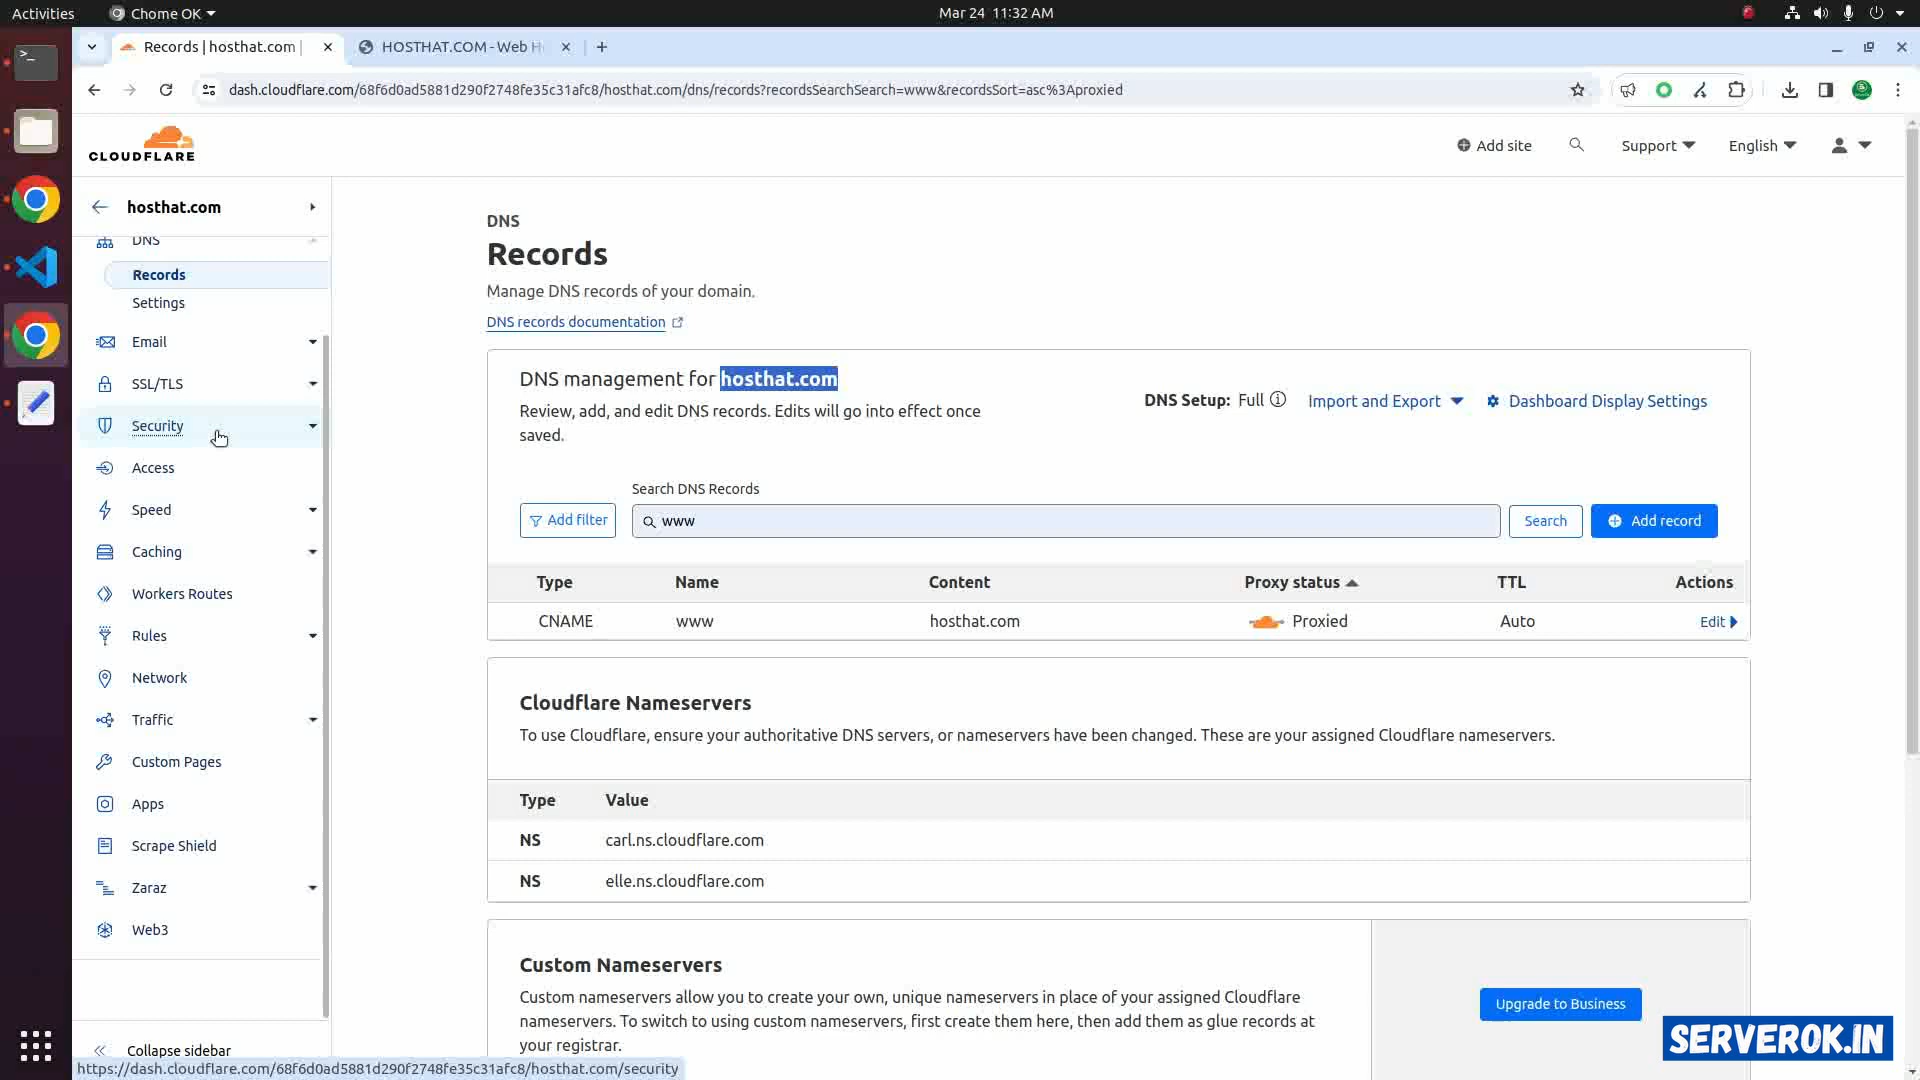 Activities
Chome OK
Mar 24 11:32 AM
Records | hosthat.com
HOSTHAT.COM - Web H
dash.cloudflare.com/68f6d0ad5881d290f2748fe35c31afc8/hosthat.com/dns/records?recordsSearchSearch=www&recordsSort=asc%3Aproxied
CLOUDFLARE
Add site
Support
English
hosthat.com
DNS
Records
Settings
Email
SSL/TLS
Security
Access
Speed
Caching
Workers Routes
Rules
Network
Traffic
Custom Pages
Apps
Scrape Shield
Zaraz
Web3
Collapse sidebar
https://dash.cloudflare.com/68f6d0ad5881d290f2748fe35c31afc8/hosthat.com/security
DNS
Records
Manage DNS records of your domain.
DNS records documentation
DNS management for hosthat.com
Review, add, and edit DNS records. Edits will go into effect once
saved.
DNS Setup: Full
Import and Export
Dashboard Display Settings
Search DNS Records
Add filter
www
Search
Add record
Type Name Content Proxy status TTL Actions
CNAME www hosthat.com Proxied Auto Edit
Cloudflare Nameservers
To use Cloudflare, ensure your authoritative DNS servers, or nameservers have been changed. These are your assigned Cloudflare nameservers.
Type Value
NS carl.ns.cloudflare.com
NS elle.ns.cloudflare.com
Custom Nameservers
Custom nameservers allow you to create your own, unique nameservers in place of your assigned Cloudflare
nameservers. To switch to using custom nameservers, first create them here, then add them as glue records at
your registrar.
Upgrade to Business
SERVEROK.IN